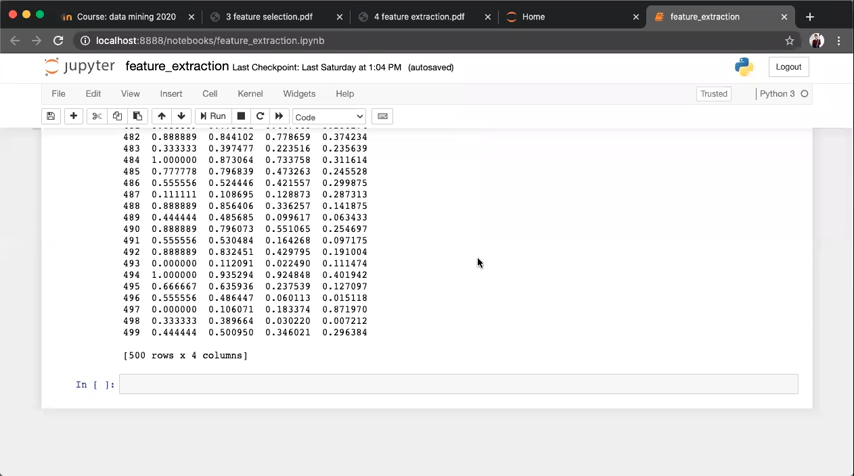 Course: data mining 2020
3 feature selection.pdf
4 feature extraction.pdf
Home
feature_extraction
localhost:8888/notebooks/feature_extraction.ipynb
jupyter feature_extraction Last Checkpoint: Last Saturday at 1:04 PM (autosaved)
Logout
File Edit View Insert Cell Kernel Widgets Help
Trusted
Python 3
Run
Code
482 0.888889 0.844102 0.778659 0.374234
483 0.333333 0.397477 0.223516 0.235639
484 1.000000 0.873064 0.733758 0.311614
485 0.777778 0.796839 0.473263 0.245528
486 0.555556 0.524446 0.421557 0.299875
487 0.111111 0.108695 0.128873 0.287313
488 0.888889 0.856406 0.336257 0.141875
489 0.444444 0.485685 0.099617 0.063433
490 0.888889 0.796073 0.551065 0.254697
491 0.555556 0.530484 0.164268 0.097175
492 0.888889 0.832451 0.429795 0.191004
493 0.000000 0.112091 0.022490 0.111474
494 1.000000 0.935294 0.924848 0.401942
495 0.666667 0.635936 0.237539 0.127097
496 0.555556 0.486447 0.060113 0.015118
497 0.000000 0.106071 0.183374 0.871970
498 0.333333 0.389664 0.030220 0.007212
499 0.444444 0.500950 0.346021 0.296384
[500 rows x 4 columns]
In [ ]: